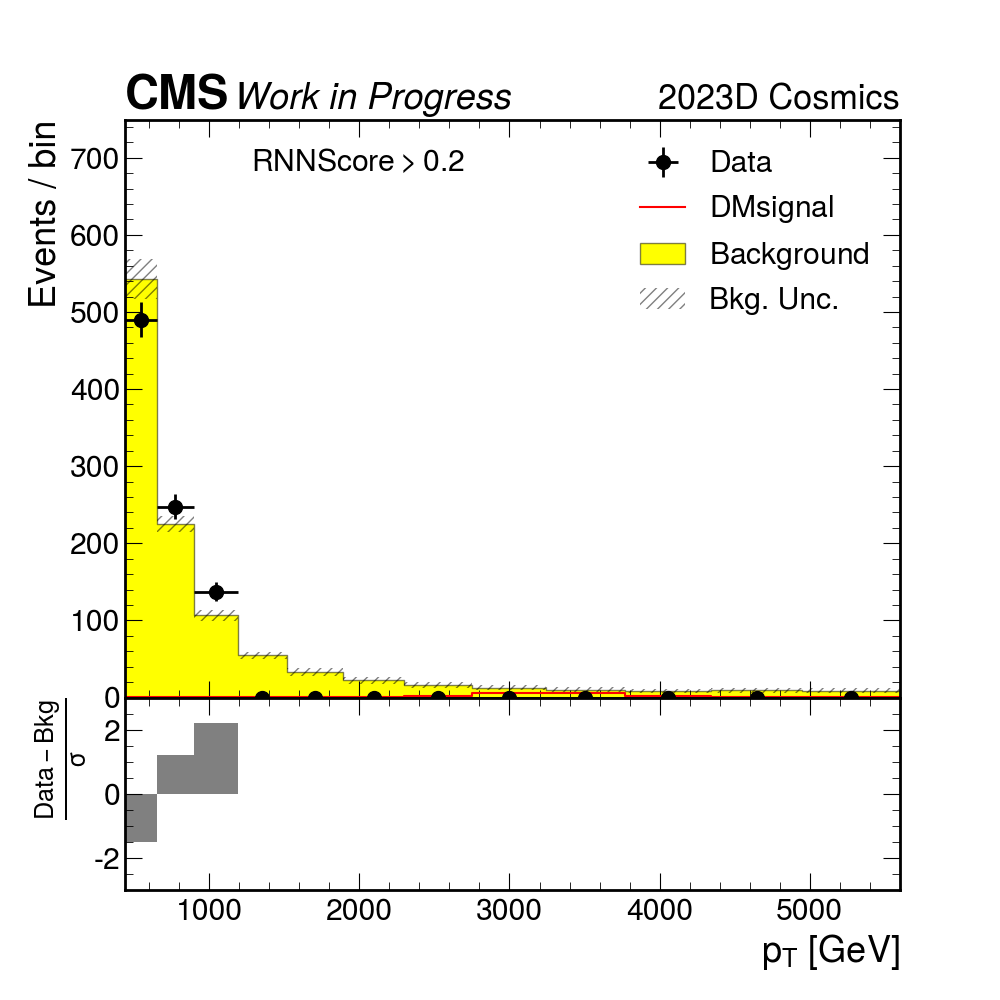 CMS Work in Progress 2023D Cosmics
RNNScore > 0.2
Data
DMsignal
Background
Bkg. Unc.
Events / bin
700
600
500
400
300
200
100
0
Data – Bkg
σ
2
0
-2
1000 2000 3000 4000 5000
pT [GeV]